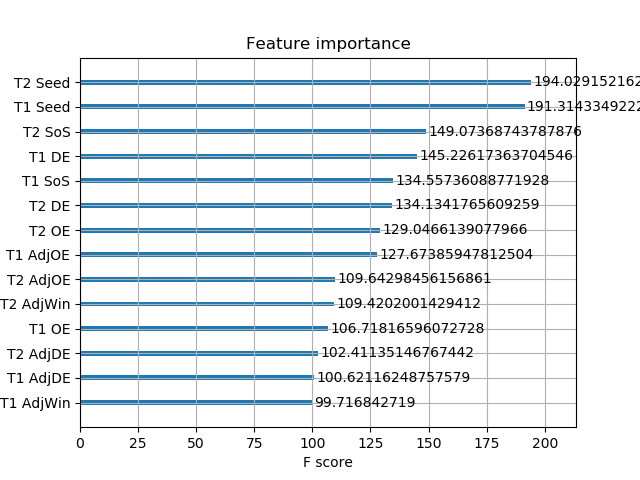 Feature importance
T2 Seed 194.029152162
T1 Seed 191.3143349222
T2 SoS 149.07368743787876
T1 DE 145.22617363704546
T1 SoS 134.55736088771928
T2 DE 134.1341765609259
T2 OE 129.0466139077966
T1 AdjOE 127.67385947812504
T2 AdjOE 109.64298456156861
T2 AdjWin 109.4202001429412
T1 OE 106.71816596072728
T2 AdjDE 102.41135146767442
T1 AdjDE 100.62116248757579
T1 AdjWin 99.716842719
0 25 50 75 100 125 150 175 200
F score